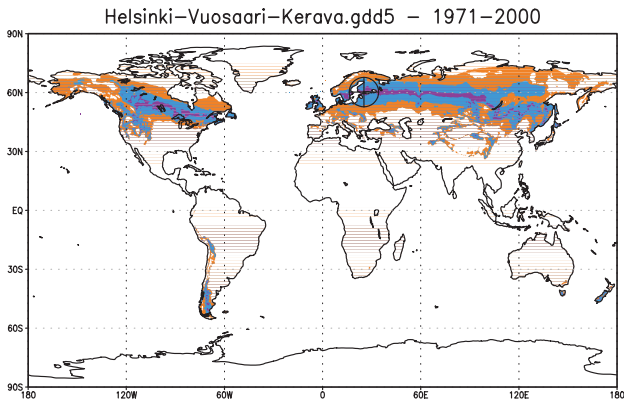 Helsinki-Vuosaari-Kerava.gdd5 - 1971-2000
90N
60N
30N
EQ
30S
60S
90S
180 120W 60W 0 60E 120E 180